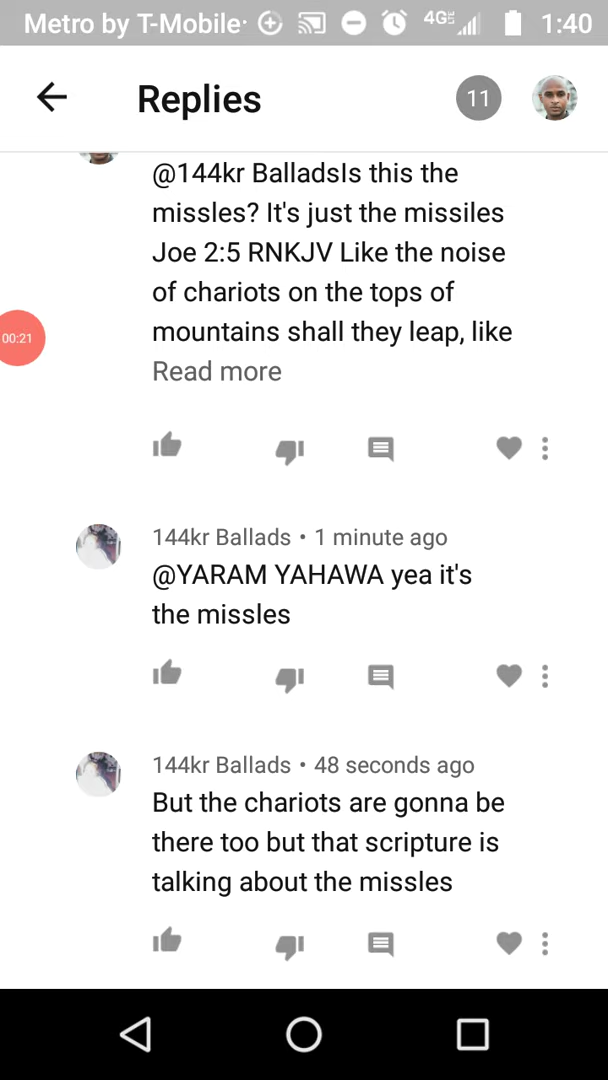 Metro by T-Mobile· 4G LTE 1:40
Replies 11
@144kr BalladsIs this the
missles? It's just the missiles
Joe 2:5 RNKJV Like the noise
of chariots on the tops of
mountains shall they leap, like
Read more
00:21
144kr Ballads • 1 minute ago
@YARAM YAHAWA yea it's
the missles
144kr Ballads • 48 seconds ago
But the chariots are gonna be
there too but that scripture is
talking about the missles